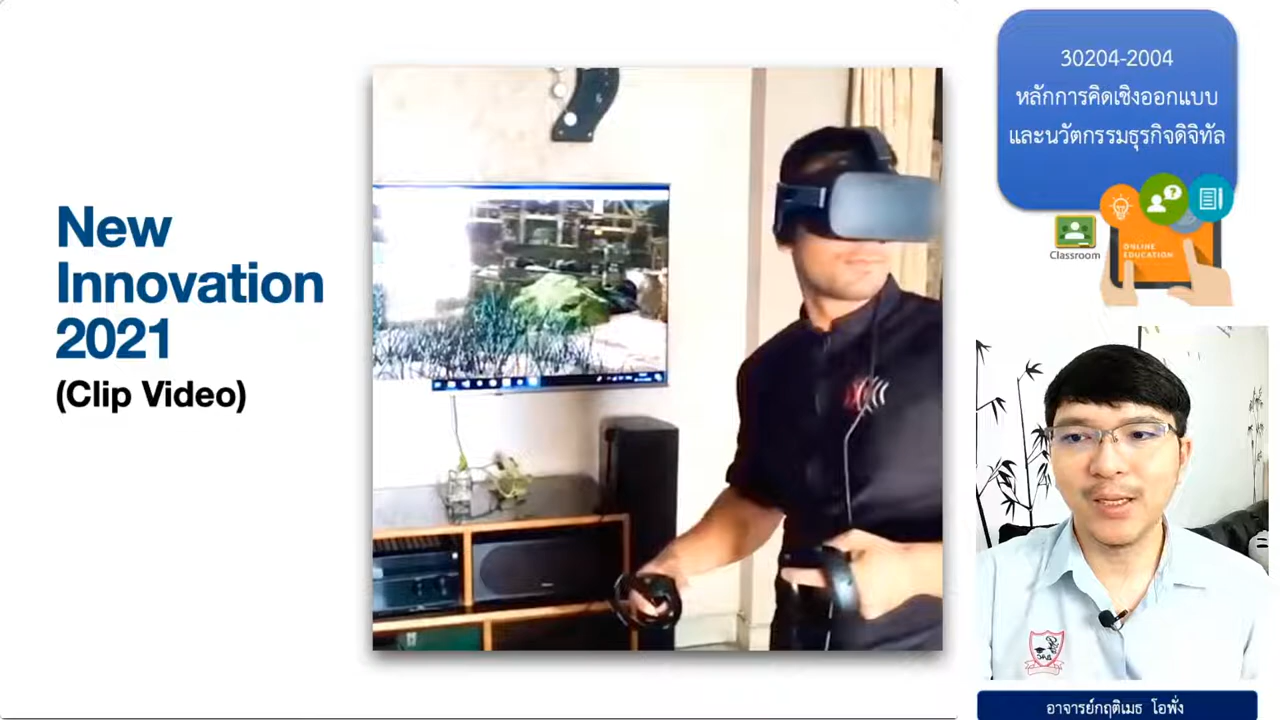 New
Innovation
2021
(Clip Video)
30204-2004
หลักการคิดเชิงออกแบบ
และนวัตกรรมธุรกิจดิจิทัล
ONLINE
EDUCATION
Classroom
อาจารย์กฤติเมธ โอพั่ง